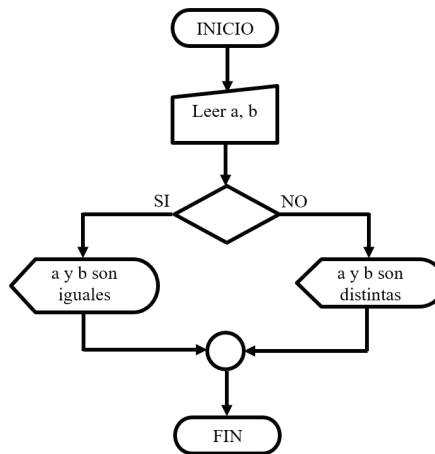 INICIO
Leer a, b
SI
NO
a y b son
iguales
a y b son
distintas
FIN